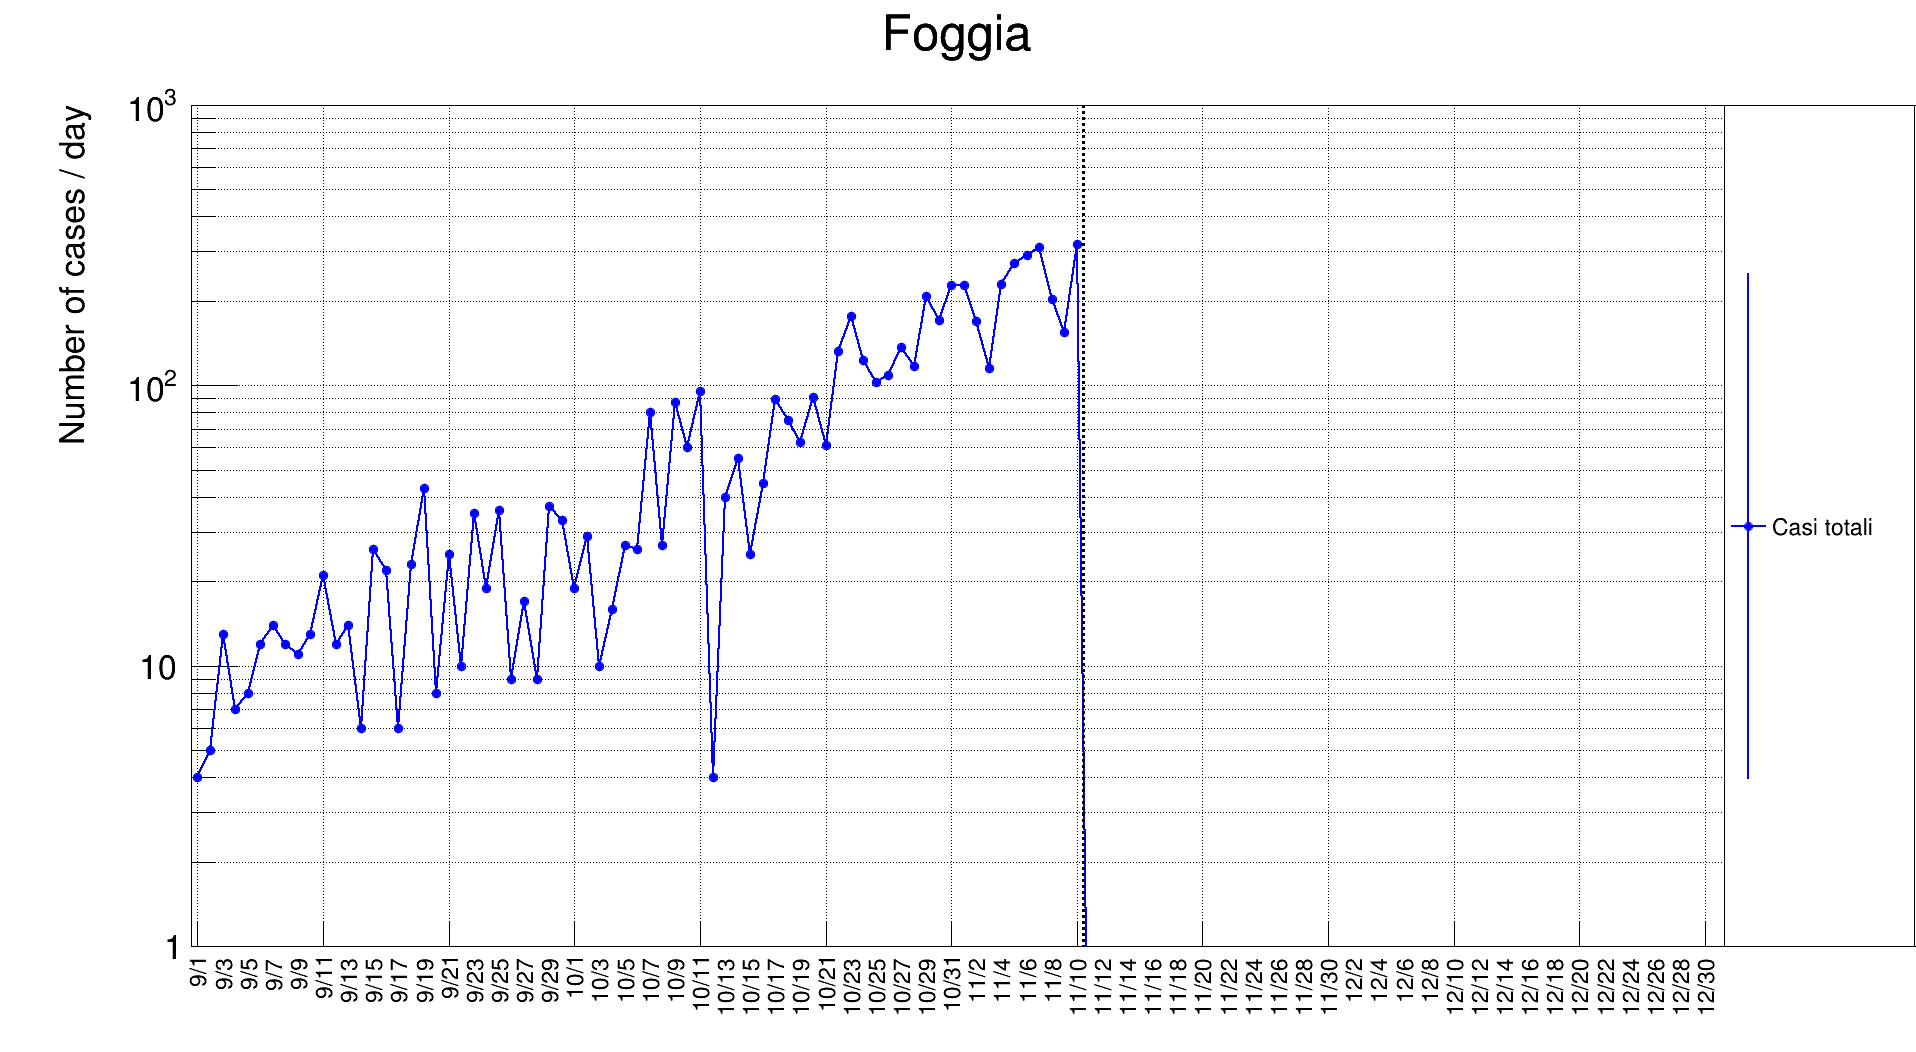 Foggia
Number of cases / day
10³
10²
10
1
9/1 9/3 9/5 9/7 9/9 9/11 9/13 9/15 9/17 9/19 9/21 9/23 9/25 9/27 9/29 10/1 10/3 10/5 10/7 10/9 10/11 10/13 10/15 10/17 10/19 10/21 10/23 10/25 10/27 10/29 10/31 11/2 11/4 11/6 11/8 11/10 11/12 11/14 11/16 11/18 11/20 11/22 11/24 11/26 11/28 11/30 12/2 12/4 12/6 12/8 12/10 12/12 12/14 12/16 12/18 12/20 12/22 12/24 12/26 12/28 12/30
Casi totali